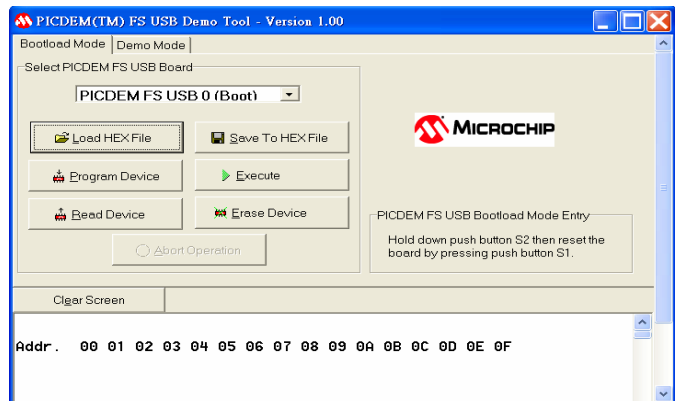 PICDEM(TM) FS USB Demo Tool - Version 1.00
Bootload Mode Demo Mode
Select PICDEM FS USB Board
PICDEM FS USB 0 (Boot)
Load HEX File
Save To HEX File
Program Device
Execute
Read Device
Erase Device
Abort Operation
MICROCHIP
PICDEM FS USB Bootload Mode Entry
Hold down push button S2 then reset the
board by pressing push button S1.
Clear Screen
Addr. 00 01 02 03 04 05 06 07 08 09 0A 0B 0C 0D 0E 0F